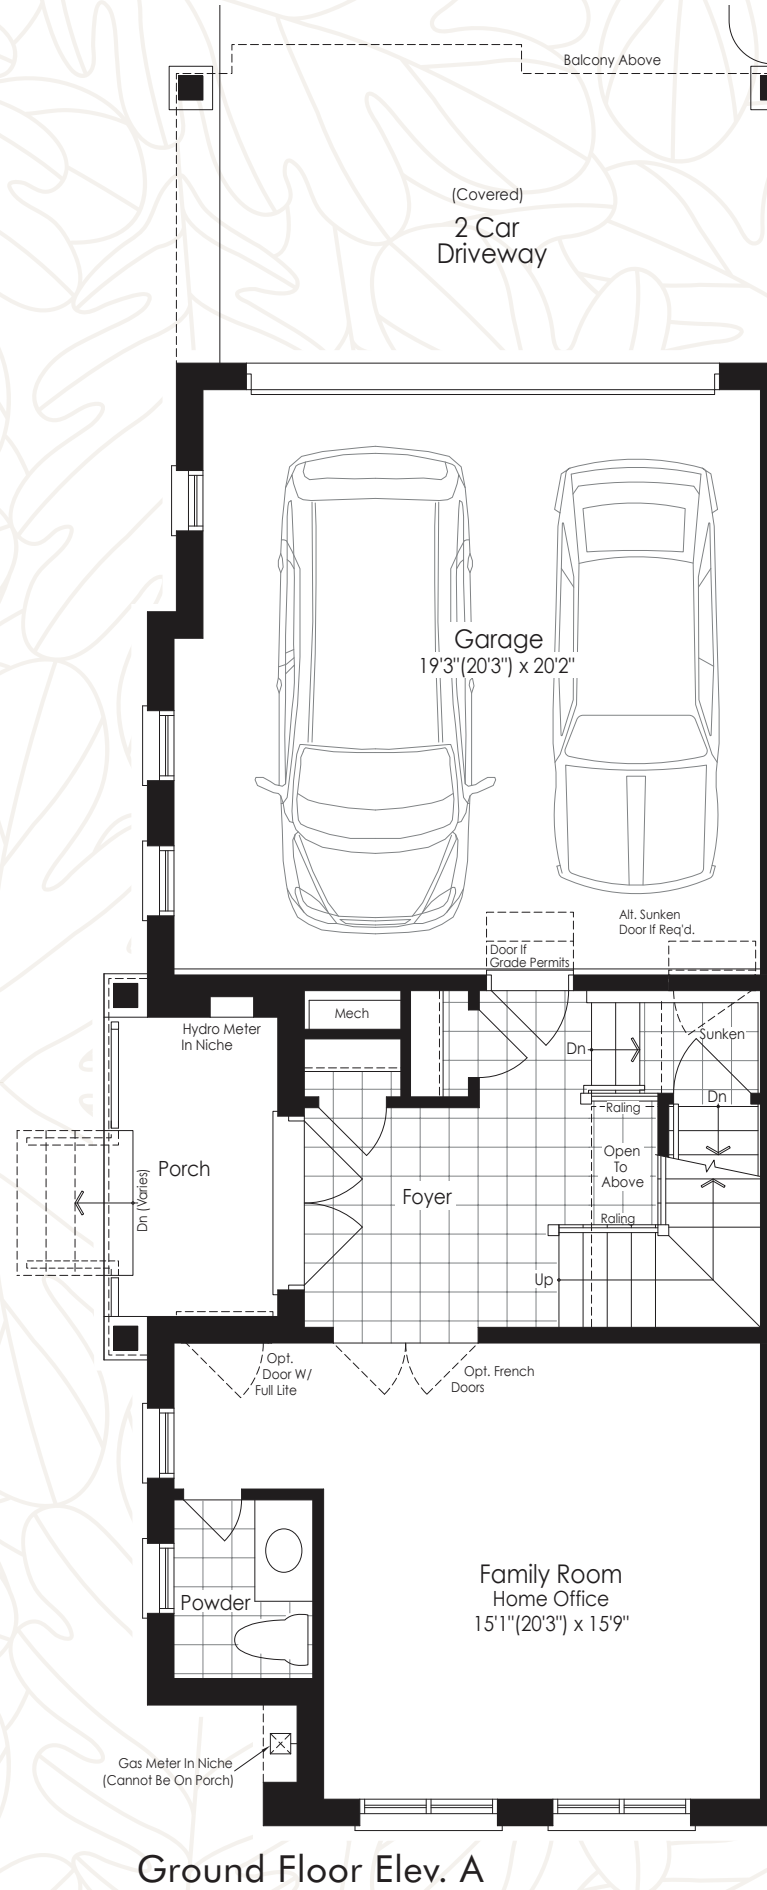 Balcony Above
(Covered)
2 Car
Driveway
Garage
19'3"(20'3") x 20'2"
Alt. Sunken
Door If Req'd.
Door If
Grade Permits
Mech
Hydro Meter
In Niche
Sunken
Dn
Dn
Raling
Open
To
Above
Raling
Porch
Dn (Varies)
Foyer
Up
Opt.
Door W/
Full Lite
Opt. French
Doors
Family Room
Home Office
15'1"(20'3") x 15'9"
Powder
Gas Meter In Niche
(Cannot Be On Porch)
Ground Floor Elev. A